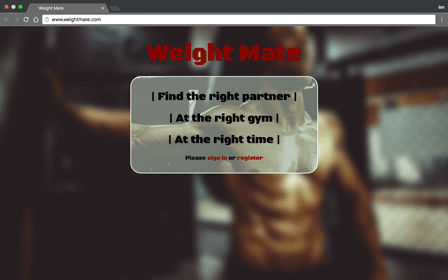 Weight Mate
Ian
www.weightmate.com
Weight Mate
| Find the right partner |
| At the right gym |
| At the right time |
Please sign in or register